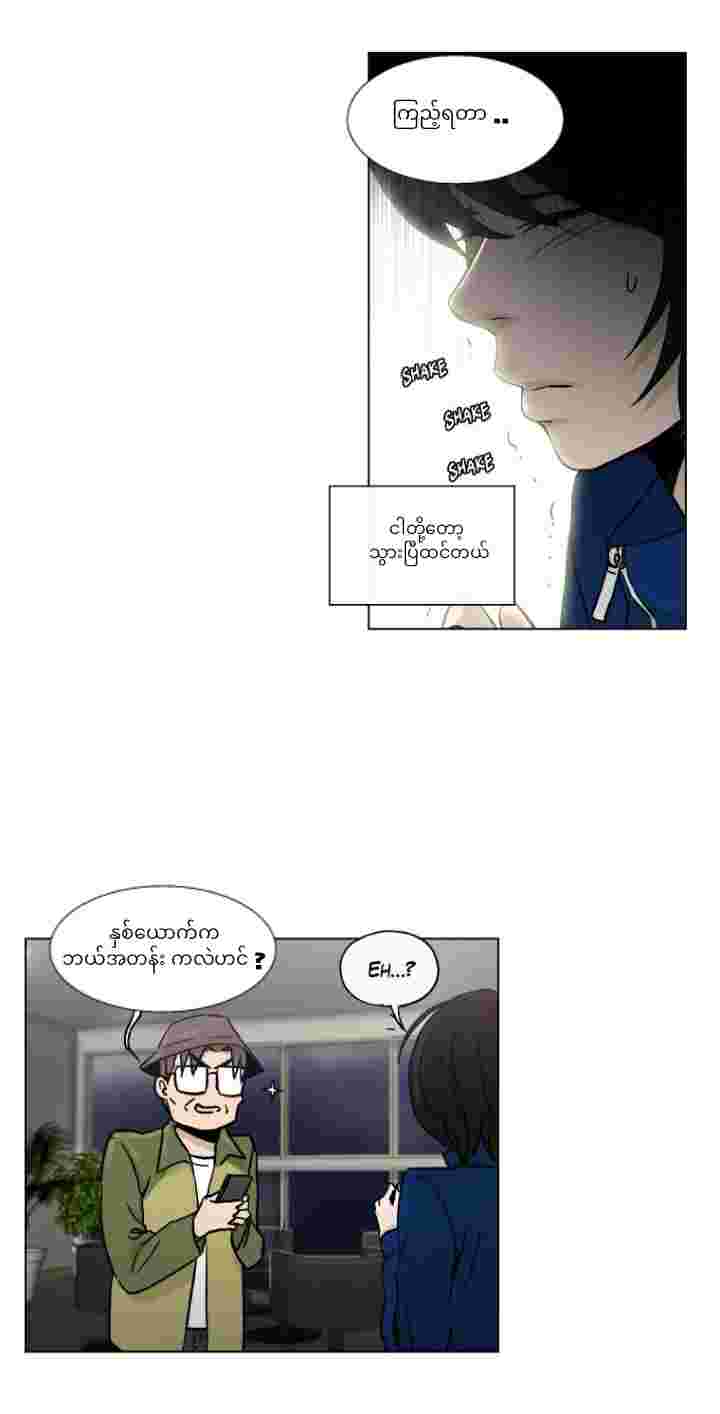 ကြည့်ရတာ ..
SHAKE
SHAKE
SHAKE
ငါတို့တော့
သွားပြီထင်တယ်
နှစ်ယောက်က
ဘယ်အတန်း ကလဲဟင် ?
EH...?